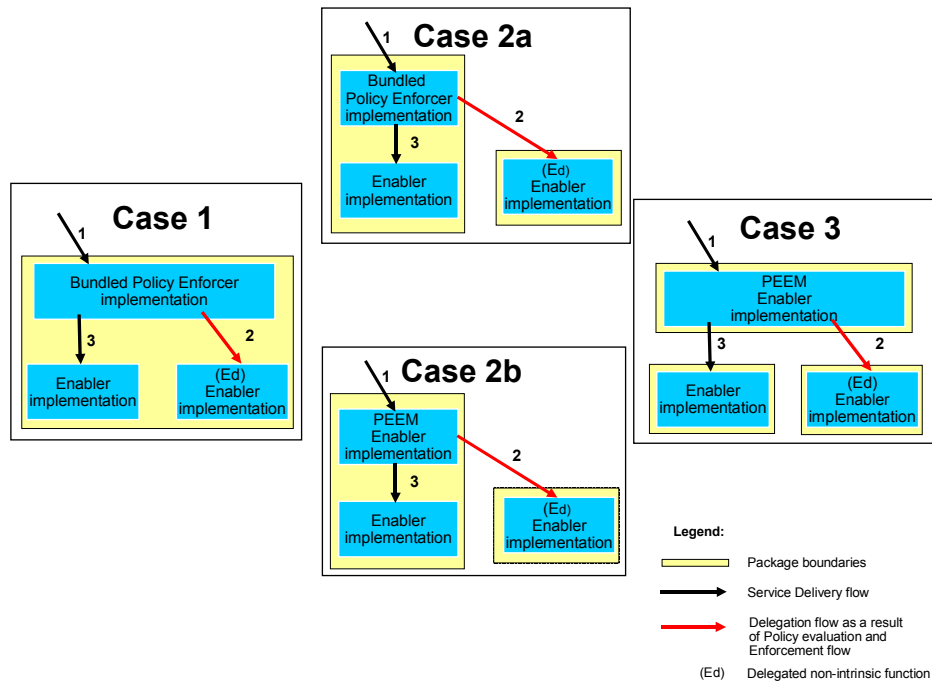 Case 2a
1
Bundled
Policy Enforcer
implementation
2
3
Enabler
implementation
(Ed)
Enabler
implementation
Case 1
1
Bundled Policy Enforcer
implementation
3
2
Enabler
implementation
(Ed)
Enabler
implementation
Case 3
1
PEEM
Enabler
implementation
3
2
Enabler
implementation
(Ed)
Enabler
implementation
Case 2b
1
PEEM
Enabler
implementation
2
3
Enabler
implementation
(Ed)
Enabler
implementation
Legend:
Package boundaries
Service Delivery flow
Delegation flow as a result
of Policy evaluation and
Enforcement flow
(Ed) Delegated non-intrinsic function